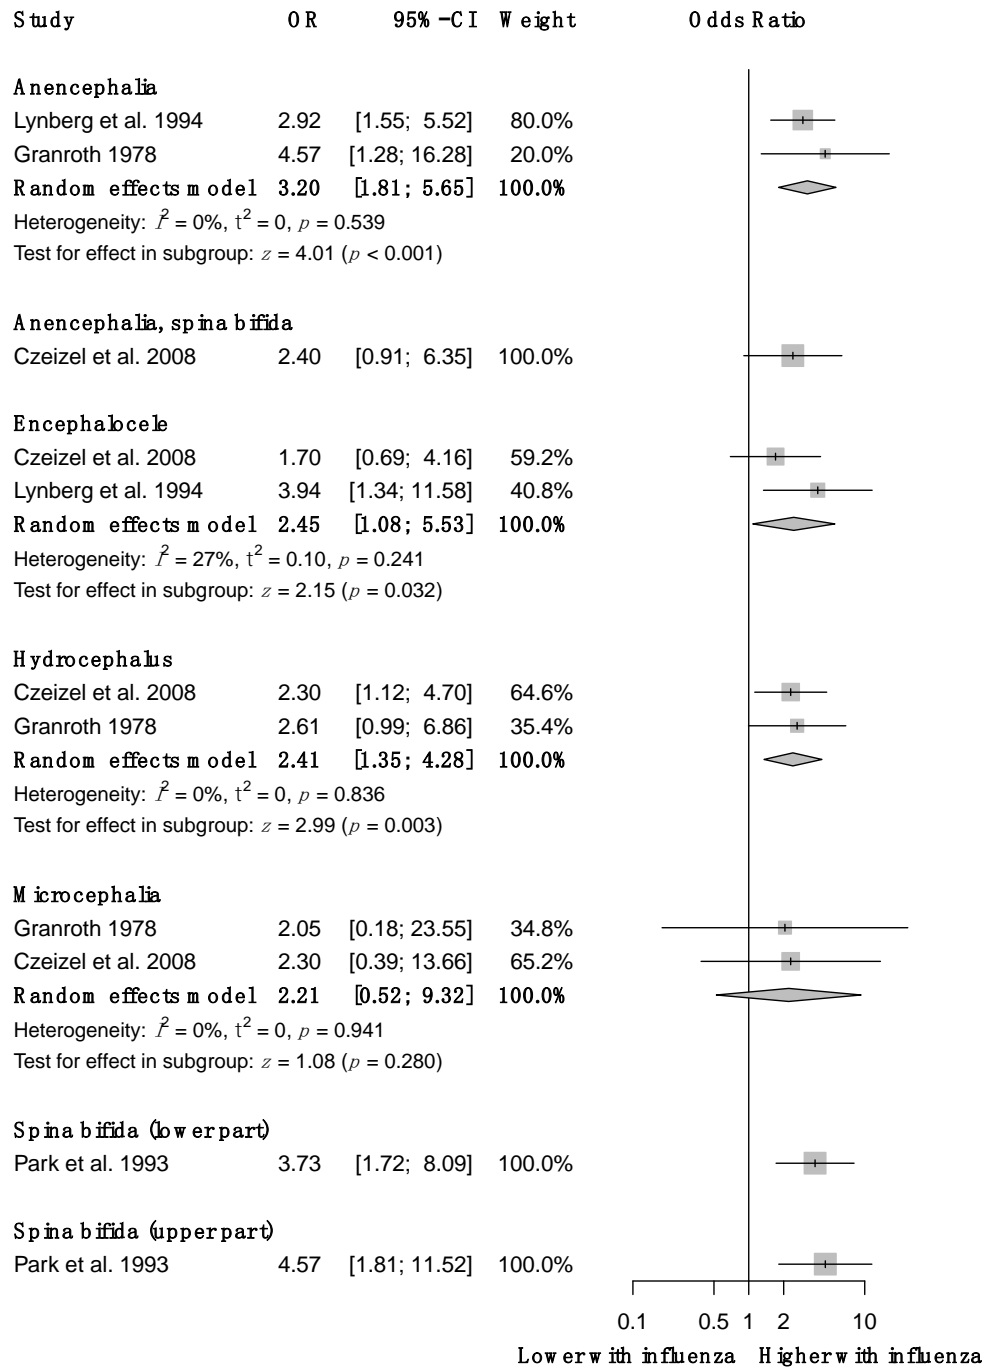 Study OR 95%-CI Weight Odds Ratio
Anencephalia
Lynberg et al. 1994 2.92 [1.55; 5.52] 80.0%
Granroth 1978 4.57 [1.28; 16.28] 20.0%
Random effects model 3.20 [1.81; 5.65] 100.0%
Heterogeneity: I² = 0%, t² = 0, p = 0.539
Test for effect in subgroup: z = 4.01 (p < 0.001)
Anencephalia, spina bifida
Czeizel et al. 2008 2.40 [0.91; 6.35] 100.0%
Encephalocele
Czeizel et al. 2008 1.70 [0.69; 4.16] 59.2%
Lynberg et al. 1994 3.94 [1.34; 11.58] 40.8%
Random effects model 2.45 [1.08; 5.53] 100.0%
Heterogeneity: I² = 27%, t² = 0.10, p = 0.241
Test for effect in subgroup: z = 2.15 (p = 0.032)
Hydrocephalus
Czeizel et al. 2008 2.30 [1.12; 4.70] 64.6%
Granroth 1978 2.61 [0.99; 6.86] 35.4%
Random effects model 2.41 [1.35; 4.28] 100.0%
Heterogeneity: I² = 0%, t² = 0, p = 0.836
Test for effect in subgroup: z = 2.99 (p = 0.003)
Microcephalia
Granroth 1978 2.05 [0.18; 23.55] 34.8%
Czeizel et al. 2008 2.30 [0.39; 13.66] 65.2%
Random effects model 2.21 [0.52; 9.32] 100.0%
Heterogeneity: I² = 0%, t² = 0, p = 0.941
Test for effect in subgroup: z = 1.08 (p = 0.280)
Spina bifida (lower part)
Park et al. 1993 3.73 [1.72; 8.09] 100.0%
Spina bifida (upper part)
Park et al. 1993 4.57 [1.81; 11.52] 100.0%
0.1 0.5 1 2 10
Lower with influenza Higher with influenza